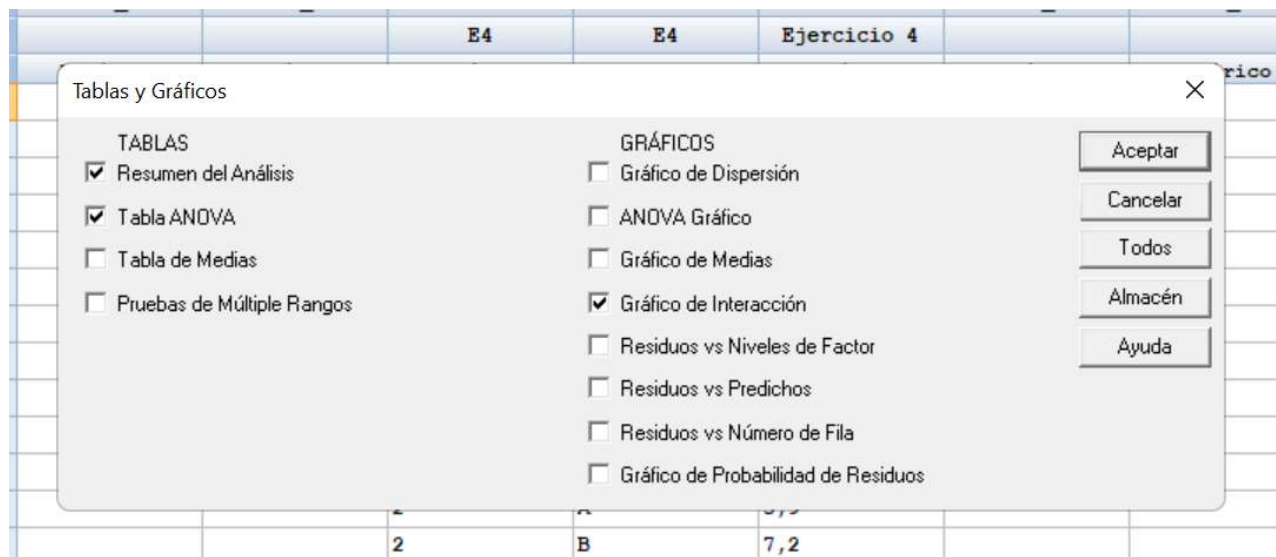 E4 E4 Ejercicio 4
rico
Tablas y Gráficos
TABLAS
Resumen del Análisis
Tabla ANOVA
Tabla de Medias
Pruebas de Múltiple Rangos
GRÁFICOS
Gráfico de Dispersión
ANOVA Gráfico
Gráfico de Medias
Gráfico de Interacción
Residuos vs Niveles de Factor
Residuos vs Predichos
Residuos vs Número de Fila
Gráfico de Probabilidad de Residuos
Aceptar
Cancelar
Todos
Almacén
Ayuda
2 B 7,2